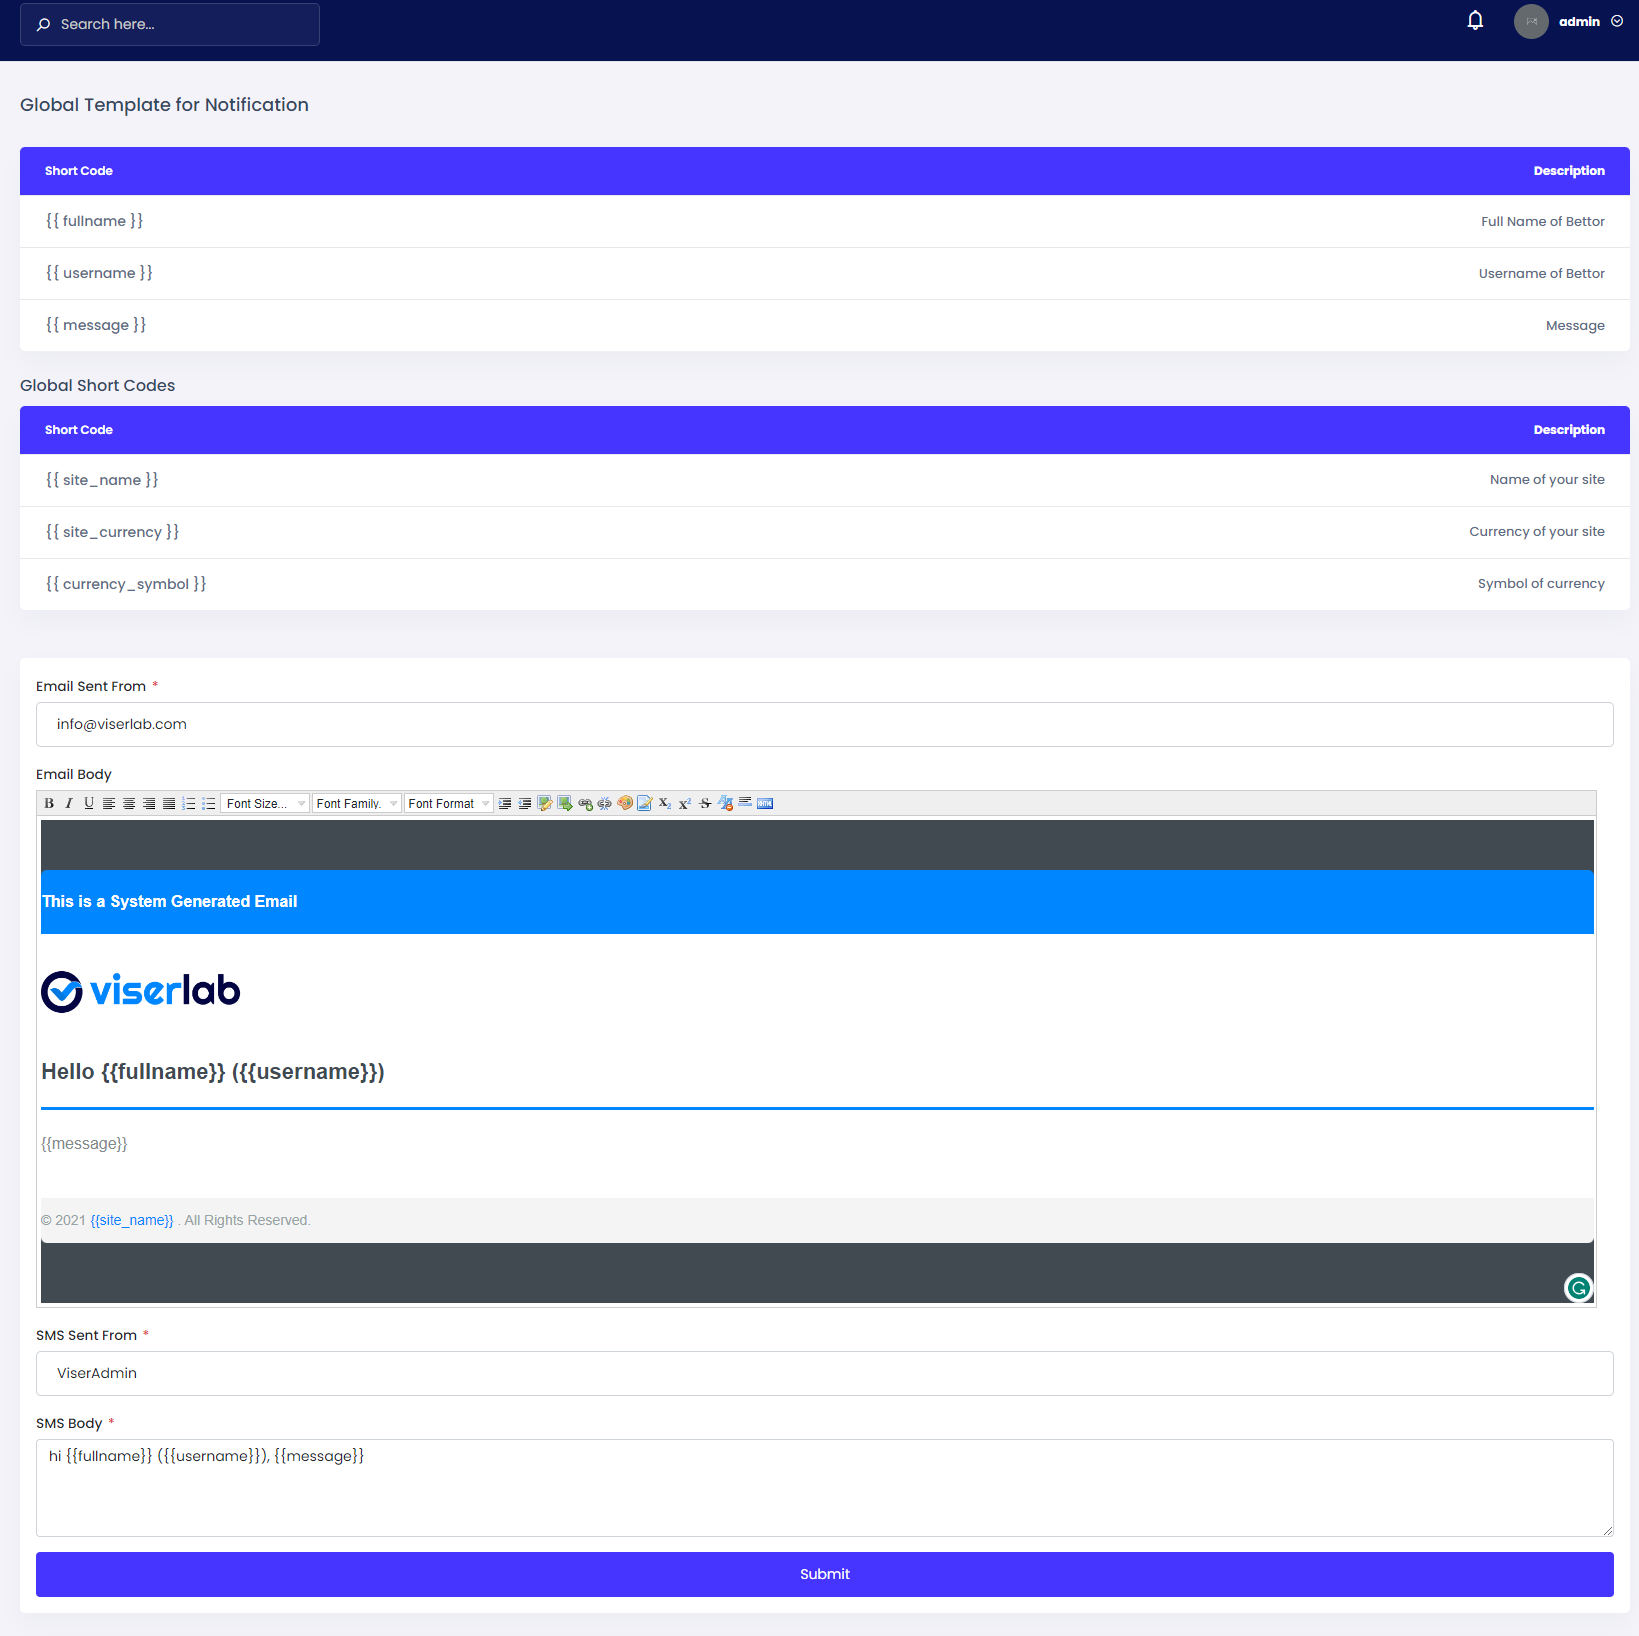 Search here...
admin
Global Template for Notification
Short Code Description
{{ fullname }} Full Name of Bettor
{{ username }} Username of Bettor
{{ message }} Message
Global Short Codes
Short Code Description
{{ site_name }} Name of your site
{{ site_currency }} Currency of your site
{{ currency_symbol }} Symbol of currency
Email Sent From *
info@viserlab.com
Email Body
B I U Font Size... Font Family. Font Format X₂ X² S XHTML
This is a System Generated Email
viserlab
Hello {{fullname}} ({{username}})
{{message}}
© 2021 {{site_name}} . All Rights Reserved.
SMS Sent From *
ViserAdmin
SMS Body *
hi {{fullname}} ({{username}}), {{message}}
Submit